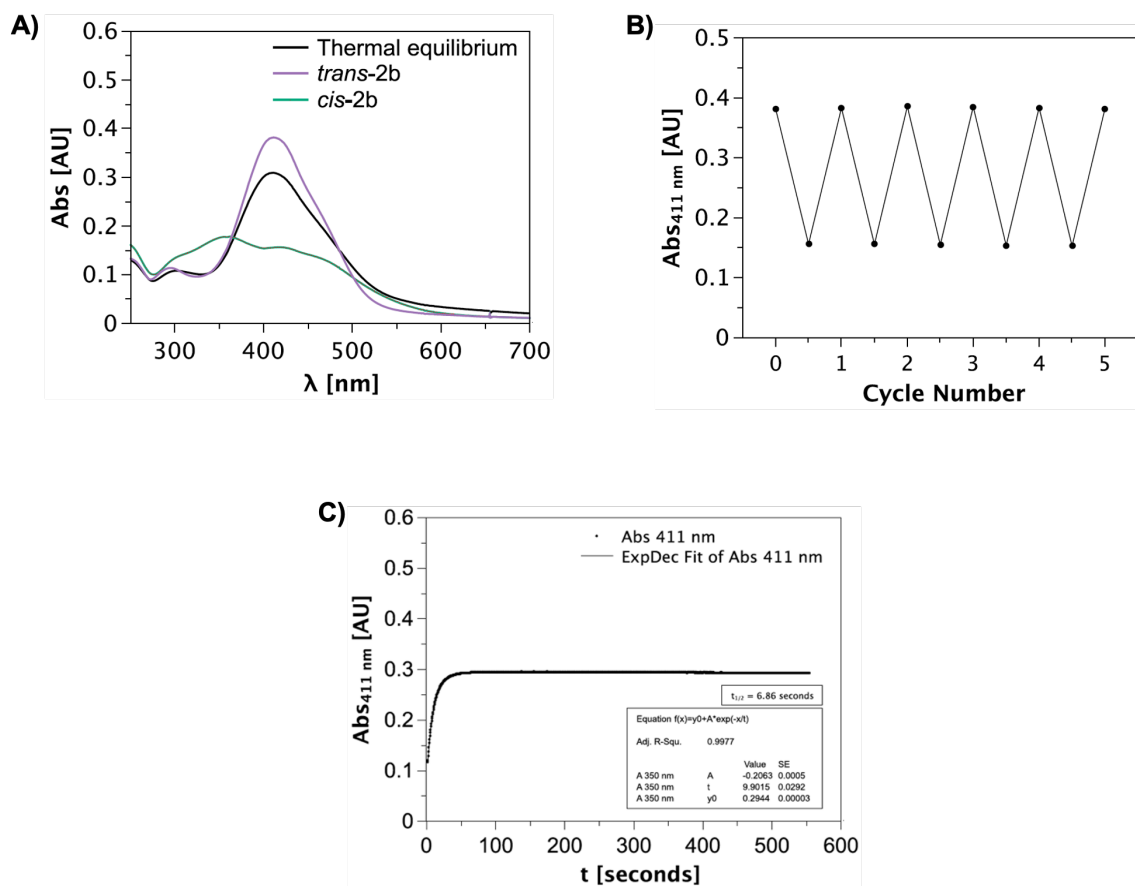 A)
Abs [AU]
0.6
0.5
0.4
0.3
0.2
0.1
0
Thermal equilibrium
trans-2b
cis-2b
300
400
500
600
700
λ [nm]
B)
Abs411 nm [AU]
0.5
0.4
0.3
0.2
0.1
0
0
1
2
3
4
5
Cycle Number
C)
Abs411 nm [AU]
0.6
0.5
0.4
0.3
0.2
0.1
0
Abs 411 nm
ExpDec Fit of Abs 411 nm
t1/2 = 6.86 seconds
Equation f(x)=y0+A*exp(-x/t)
Adj. R-Squ. 0.9977
Value SE
A 350 nm A -0.2063 0.0005
A 350 nm t 9.9015 0.0292
A 350 nm y0 0.2944 0.00003
0
100
200
300
400
500
600
t [seconds]